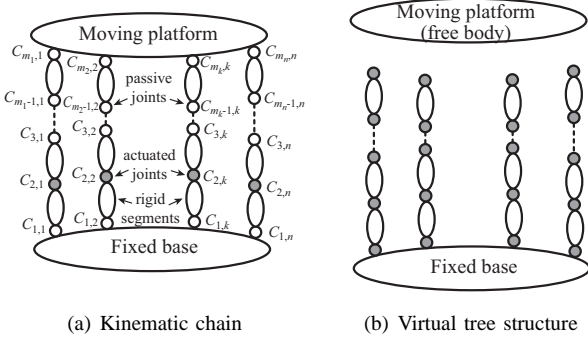 Moving platform
C_{m_1,1}
C_{m_2,2}
C_{m_k,k}
C_{m_n,n}
passive
joints
C_{m_1-1,1}
C_{m_2-1,2}
C_{m_k-1,k}
C_{m_n-1,n}
C_{3,1}
C_{3,2}
C_{3,k}
C_{3,n}
actuated
joints
C_{2,1}
C_{2,2}
C_{2,k}
C_{2,n}
rigid
segments
C_{1,1}
C_{1,2}
C_{1,k}
C_{1,n}
Fixed base
(a) Kinematic chain
Moving platform
(free body)
Fixed base
(b) Virtual tree structure